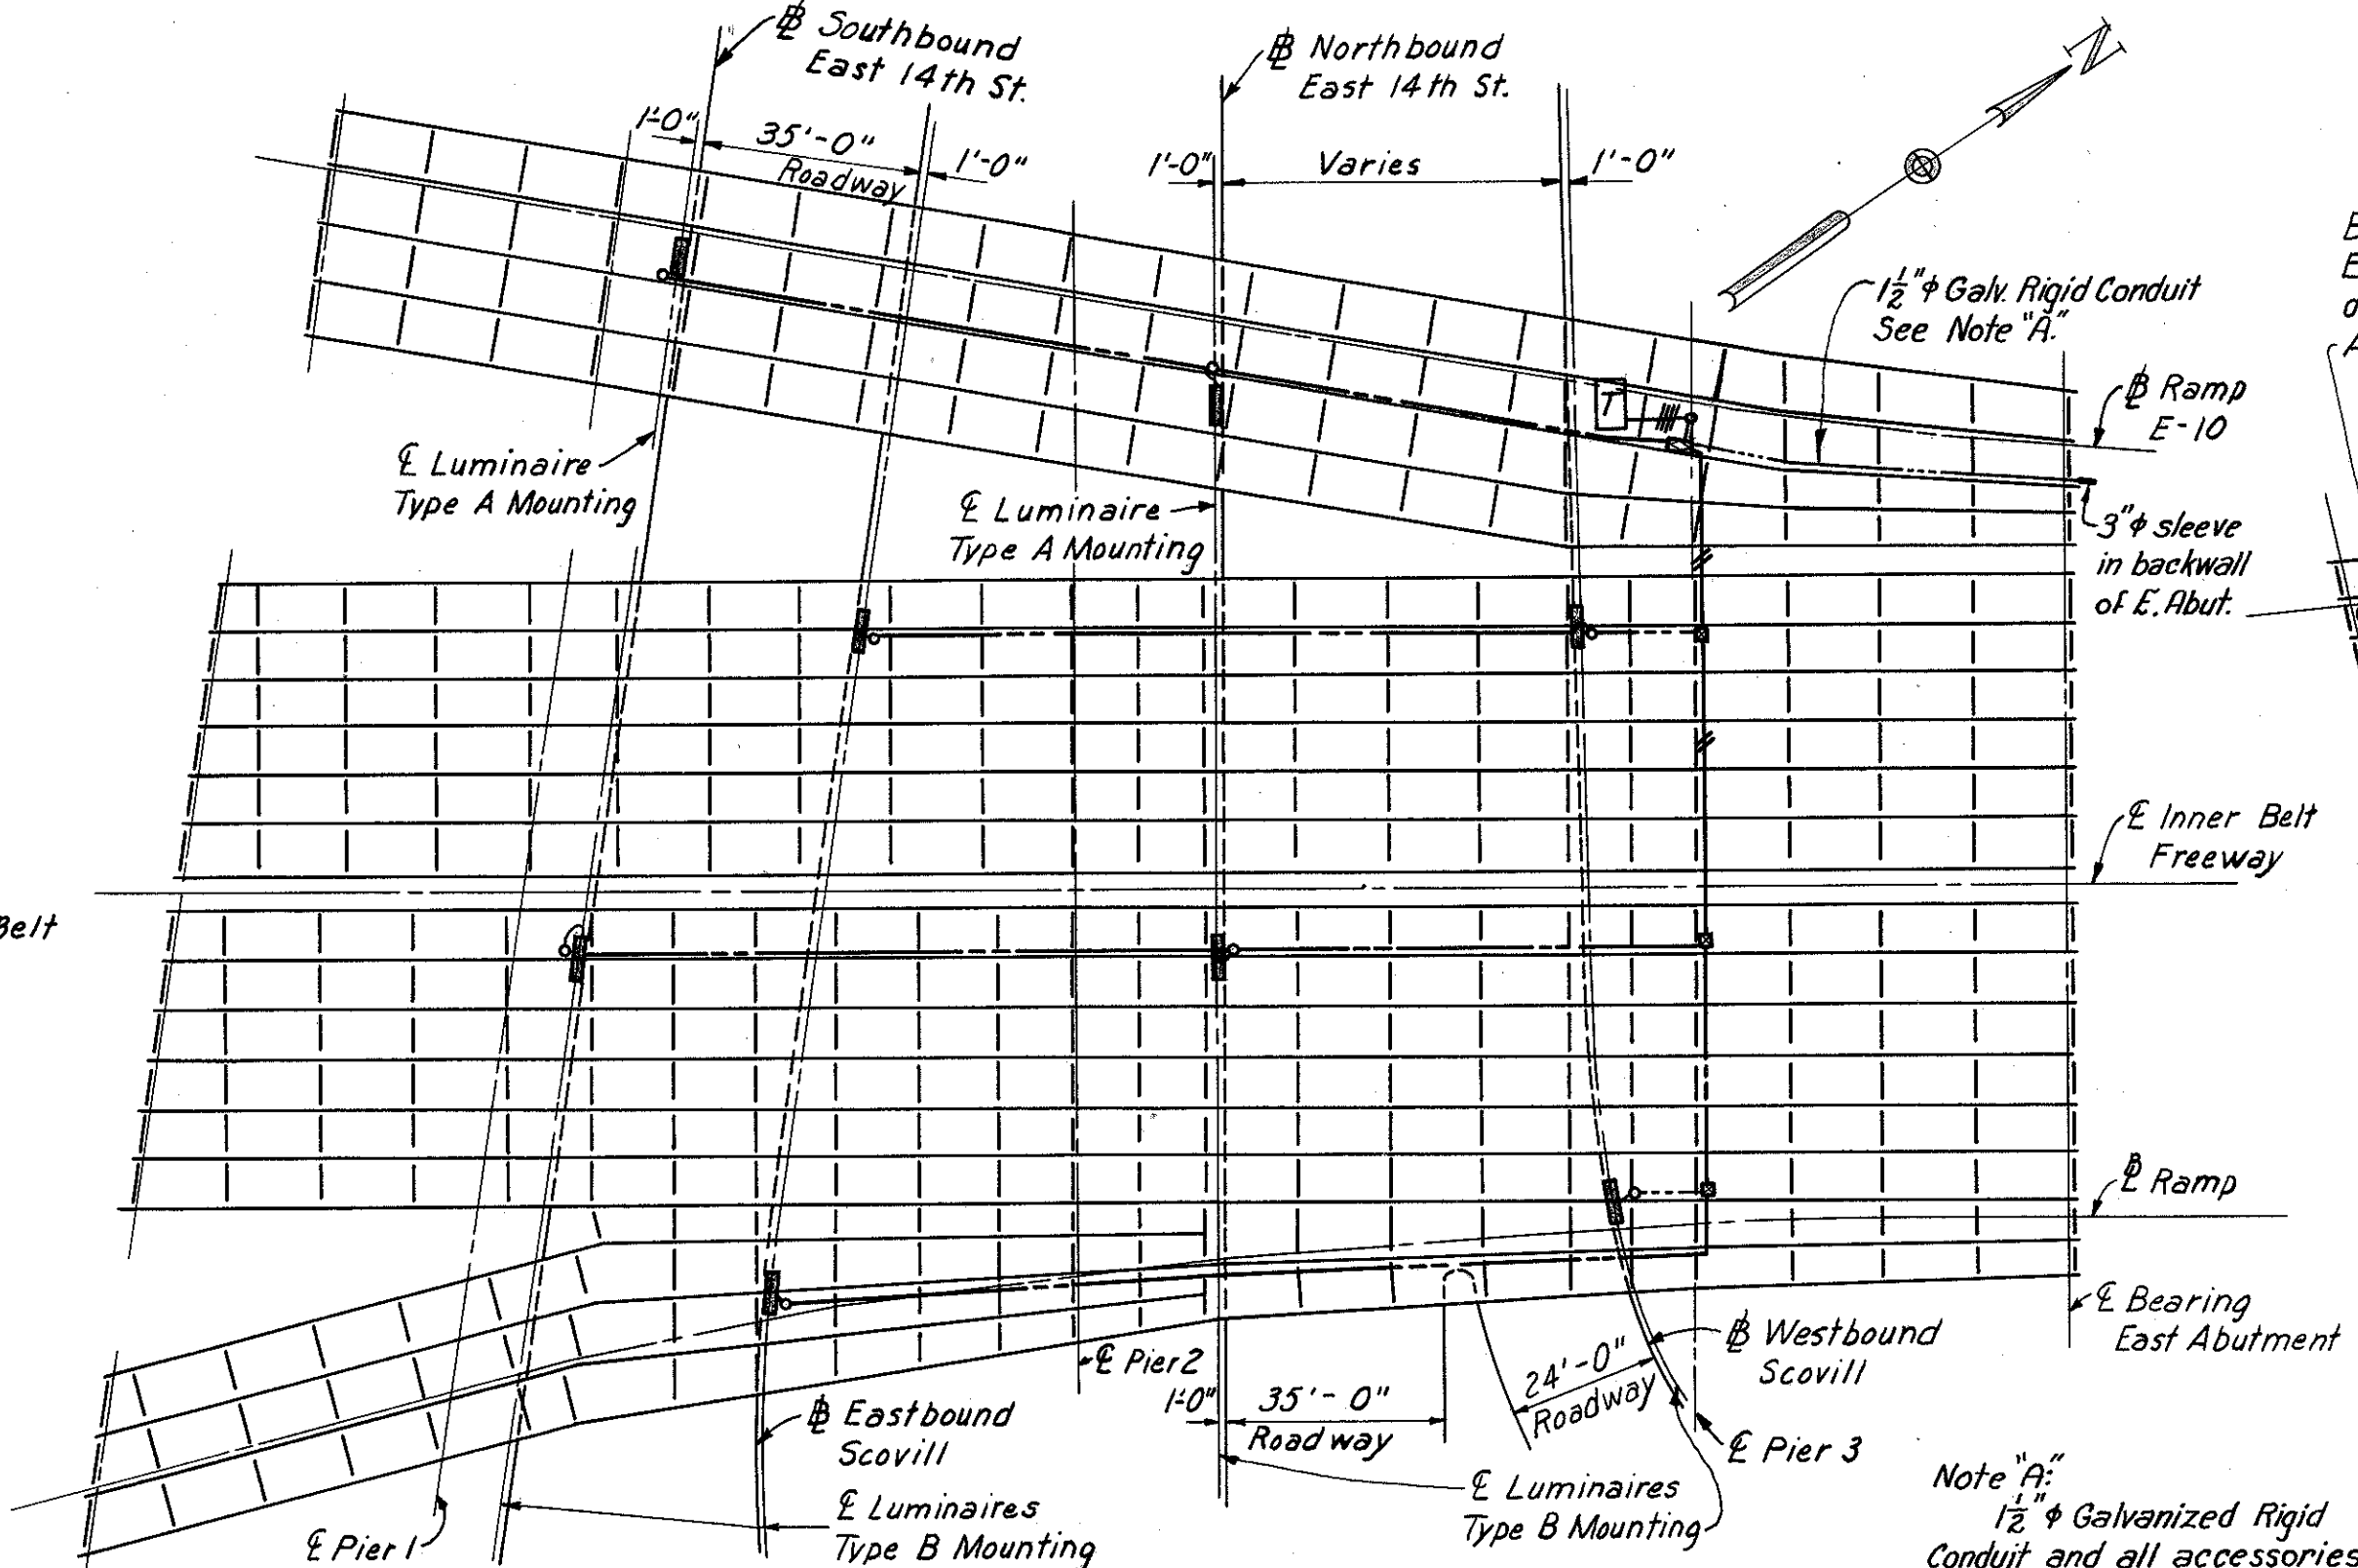 ℄ Southbound
East 14th St.
℄ Northbound
East 14th St.
N
1'-0"
35'-0"
Roadway
1'-0"
1'-0"
Varies
1'-0"
1½"φ Galv. Rigid Conduit
See Note "A."
℄ Ramp
E-10
T
℄ Luminaire
Type A Mounting
℄ Luminaire
Type A Mounting
3"φ sleeve
in backwall
of E. Abut.
℄ Inner Belt
Freeway
Belt
℄ Ramp
℄ Bearing
East Abutment
℄ Pier 2
℄ Westbound
Scovill
24'-0"
Roadway
1'-0"
35'-0"
Roadway
℄ Eastbound
Scovill
℄ Pier 3
℄ Luminaires
Type B Mounting
℄ Luminaires
Type B Mounting
℄ Pier 1
Note "A:"
1½"φ Galvanized Rigid
Conduit and all accessories